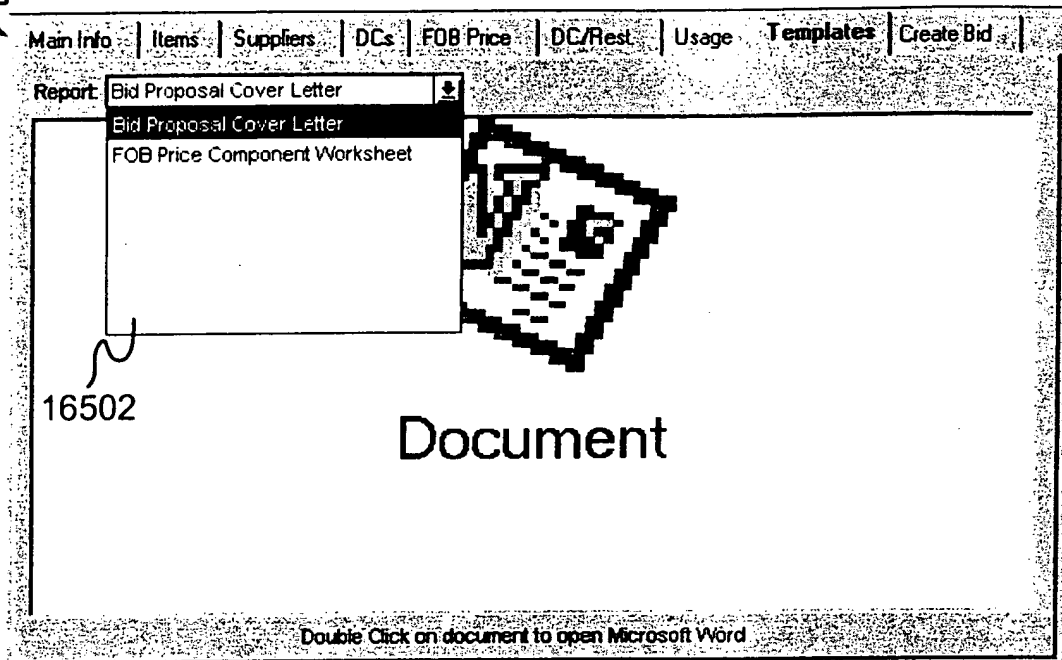 Main Info Items Suppliers DCs FOB Price DC/Rest. Usage Templates Create Bid
Report: Bid Proposal Cover Letter
Bid Proposal Cover Letter
FOB Price Component Worksheet
16502
Document
Double Click on document to open Microsoft Word